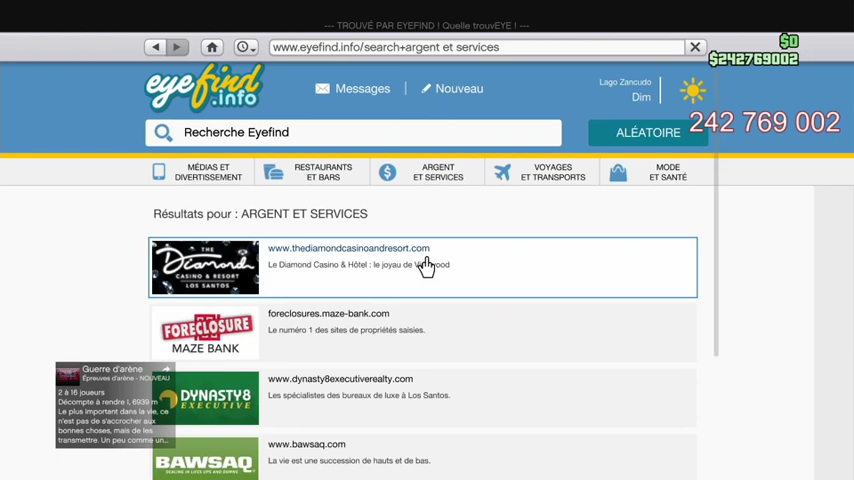 --- TROUVÉ PAR EYEFIND ! Quelle trouvEYE ! ---
www.eyefind.info/search+argent et services
$0
$242769002
eyefind.info
Messages
Nouveau
Lago Zancudo
Dim
242 769 002
Recherche Eyefind
ALÉATOIRE
MÉDIAS ET DIVERTISSEMENT
RESTAURANTS ET BARS
ARGENT ET SERVICES
VOYAGES ET TRANSPORTS
MODE ET SANTÉ
Résultats pour : ARGENT ET SERVICES
THE Diamond CASINO & RESORT LOS SANTOS
www.thediamondcasinoandresort.com
Le Diamond Casino & Hôtel : le joyau de
FORECLOSURE MAZE BANK
foreclosures.maze-bank.com
Le numéro 1 des sites de propriétés saisies.
Guerre d'arène
Épreuves d'arène - NOUVEAU
2 à 16 joueurs
Décompte à rendre I, 6939 m
Le plus important dans la vie, ce
n'est pas de s'accrocher aux
bonnes choses, mais de les
transmettre. Un peu comme un...
DYNASTY8 EXECUTIVE
www.dynasty8executiverealty.com
Les spécialistes des bureaux de luxe à Los Santos.
BAWSAQ
DEALING IN LIFE'S UPS AND DOWNS
www.bawsaq.com
La vie est une succession de hauts et de bas.